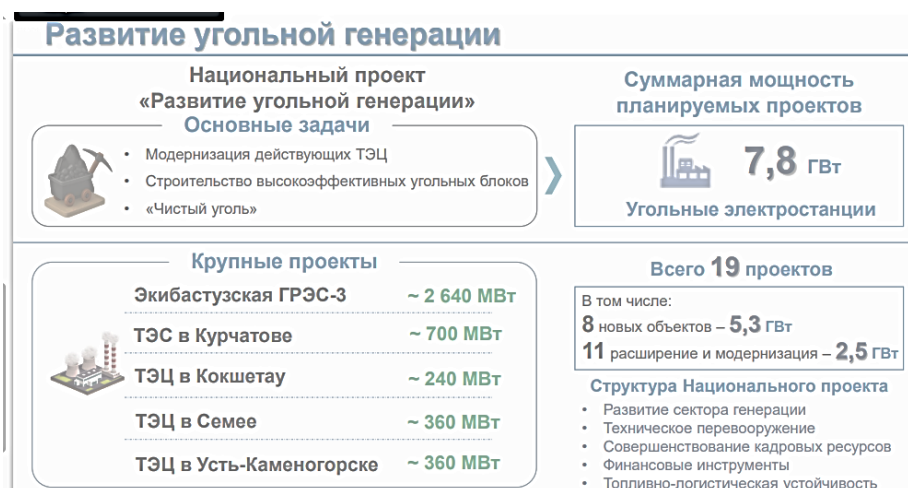 Развитие угольной генерации
Национальный проект
«Развитие угольной генерации»
Основные задачи
• Модернизация действующих ТЭЦ
• Строительство высокоэффективных угольных блоков
• «Чистый уголь»
Суммарная мощность
планируемых проектов
7,8 ГВт
Угольные электростанции
Крупные проекты
Экибастузская ГРЭС-3 ~ 2 640 МВт
ТЭС в Курчатове ~ 700 МВт
ТЭЦ в Кокшетау ~ 240 МВт
ТЭЦ в Семее ~ 360 МВт
ТЭЦ в Усть-Каменогорске ~ 360 МВт
Всего 19 проектов
В том числе:
8 новых объектов – 5,3 ГВт
11 расширение и модернизация – 2,5 ГВт
Структура Национального проекта
• Развитие сектора генерации
• Техническое перевооружение
• Совершенствование кадровых ресурсов
• Финансовые инструменты
• Топливно-логистическая устойчивость